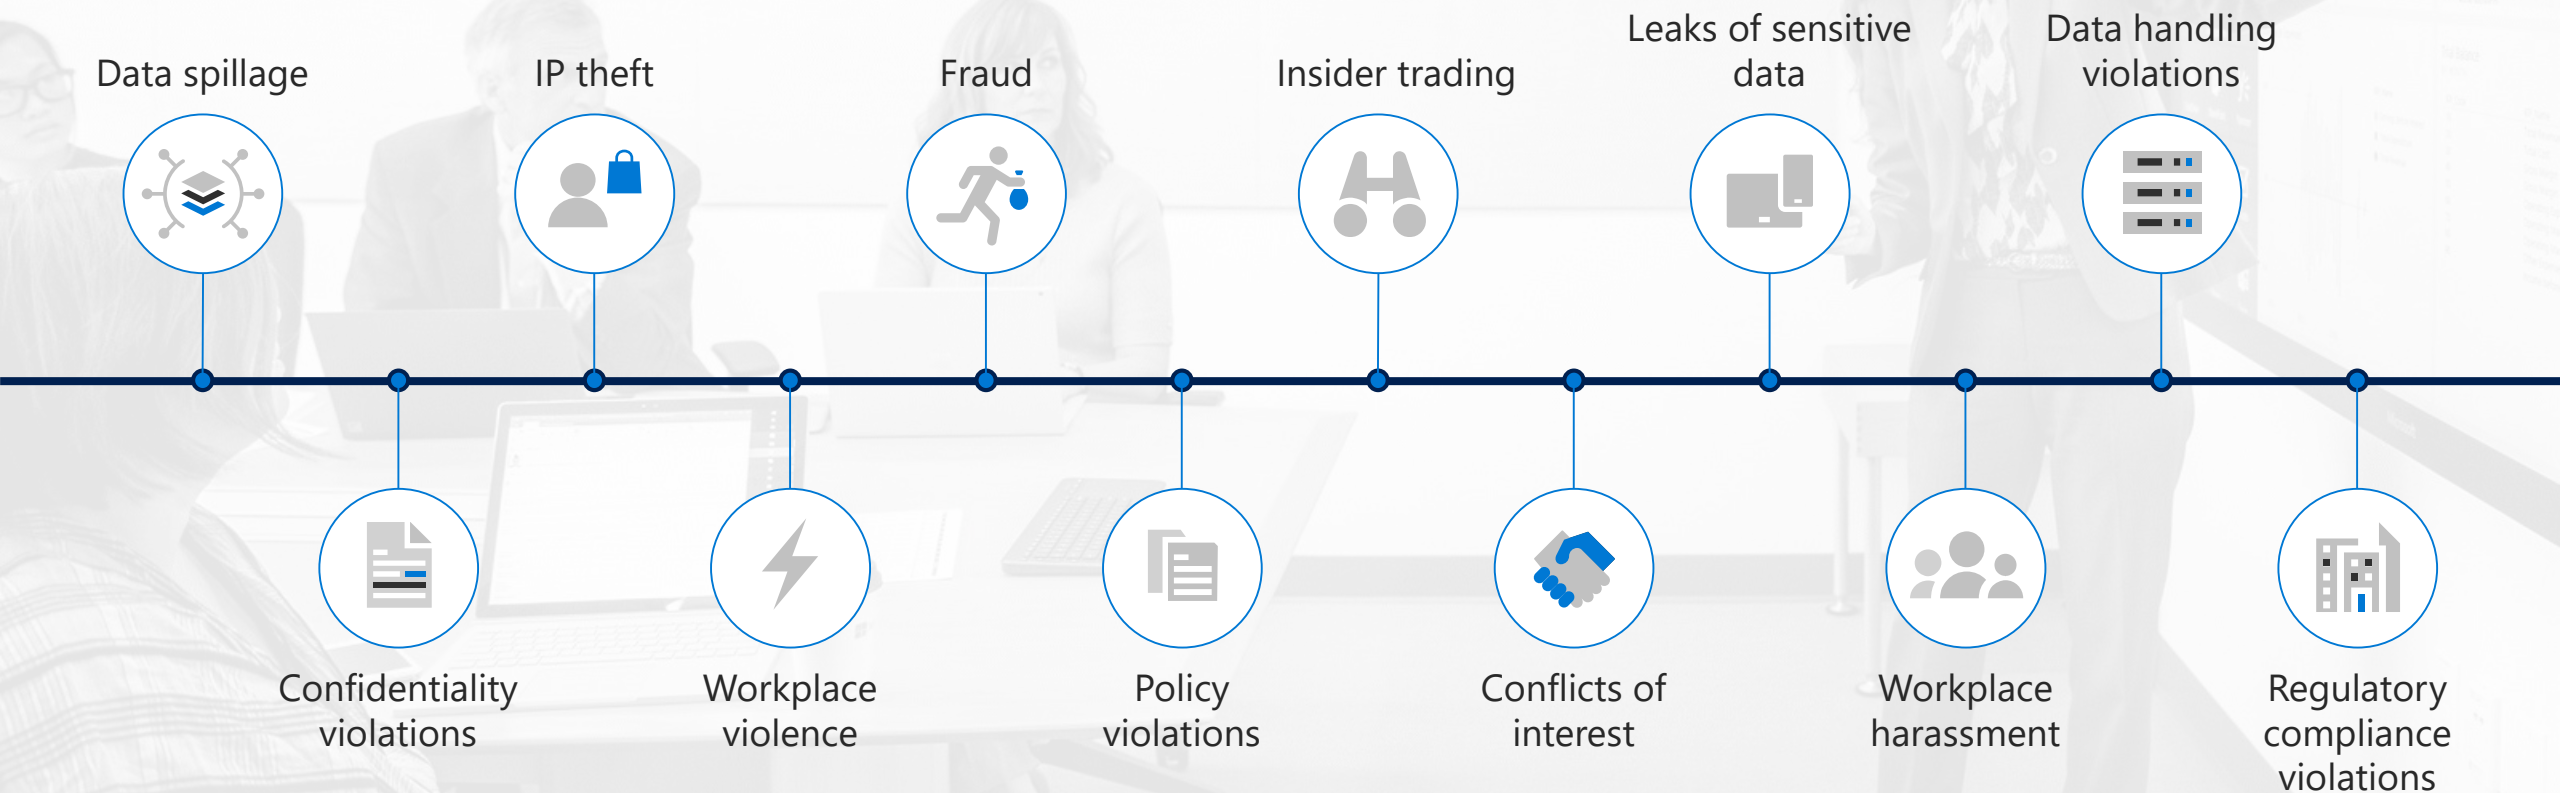 Data spillage
IP theft
Fraud
Insider trading
Leaks of sensitive
data
Data handling
violations
Confidentiality
violations
Workplace
violence
Policy
violations
Conflicts of
interest
Workplace
harassment
Regulatory
compliance
violations